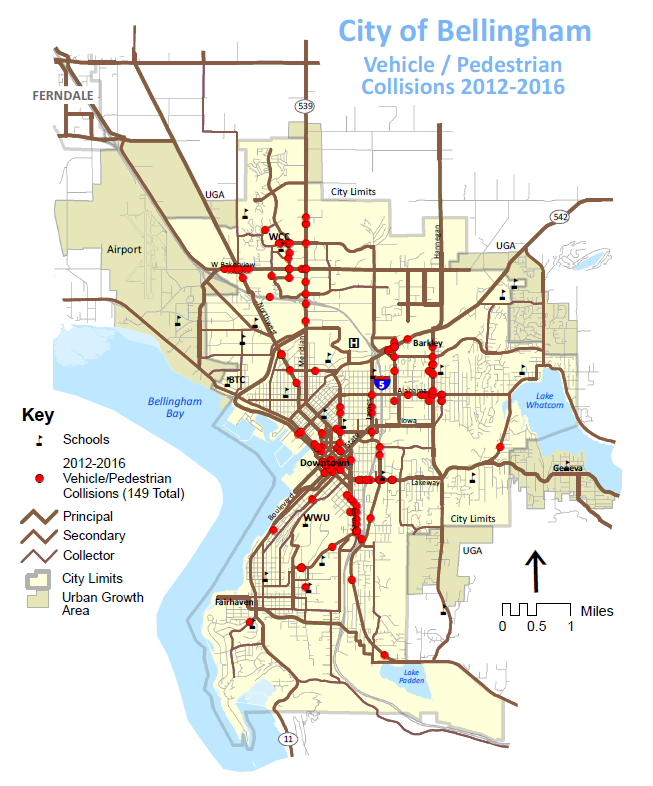 City of Bellingham
Vehicle / Pedestrian
Collisions 2012-2016
FERNDALE
539
UGA
City Limits
542
WCC
UGA
Airport
Hannegan
W Bakerview
Northwest
Meridian
H
Barkley
BTC
5
Alabama
Lake
Whatcom
Bellingham
Bay
Iowa
State
Key
Schools
2012-2016
Vehicle/Pedestrian
Collisions (149 Total)
Downtown
Geneva
Lakeway
Boulevard
WWU
City Limits
Principal
Secondary
Collector
UGA
City Limits
Urban Growth
Area
Fairhaven
Miles
0 0.5 1
Lake
Padden
11